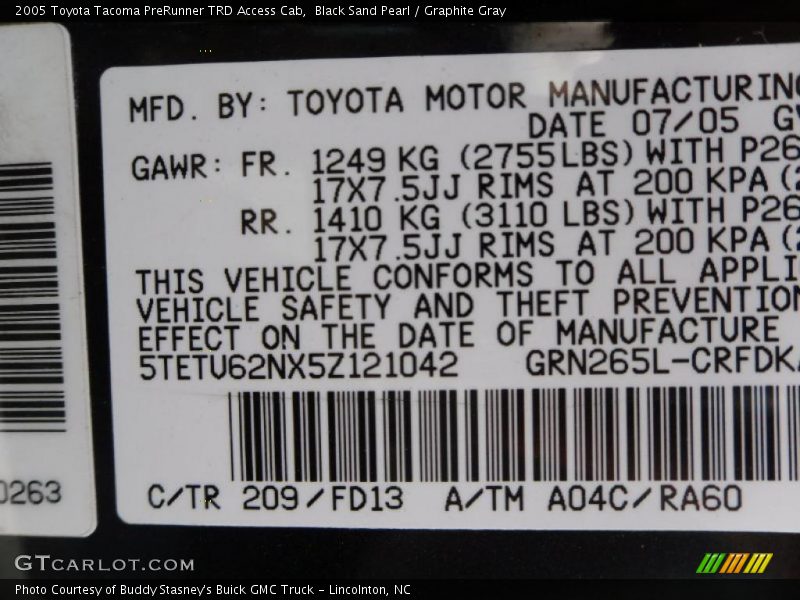 2005 Toyota Tacoma PreRunner TRD Access Cab, Black Sand Pearl / Graphite Gray
MFD. BY: TOYOTA MOTOR MANUFACTURING
DATE 07/05 GV
GAWR: FR. 1249 KG (2755LBS) WITH P26
17X7.5JJ RIMS AT 200 KPA (2
RR. 1410 KG (3110 LBS) WITH P26
17X7.5JJ RIMS AT 200 KPA (2
THIS VEHICLE CONFORMS TO ALL APPLI
VEHICLE SAFETY AND THEFT PREVENTION
EFFECT ON THE DATE OF MANUFACTURE
5TETU62NX5Z121042 GRN265L-CRFDKA
0263
C/TR 209/FD13 A/TM A04C/RA60
GTCARLOT.COM
Photo Courtesy of Buddy Stasney's Buick GMC Truck - Lincolnton, NC